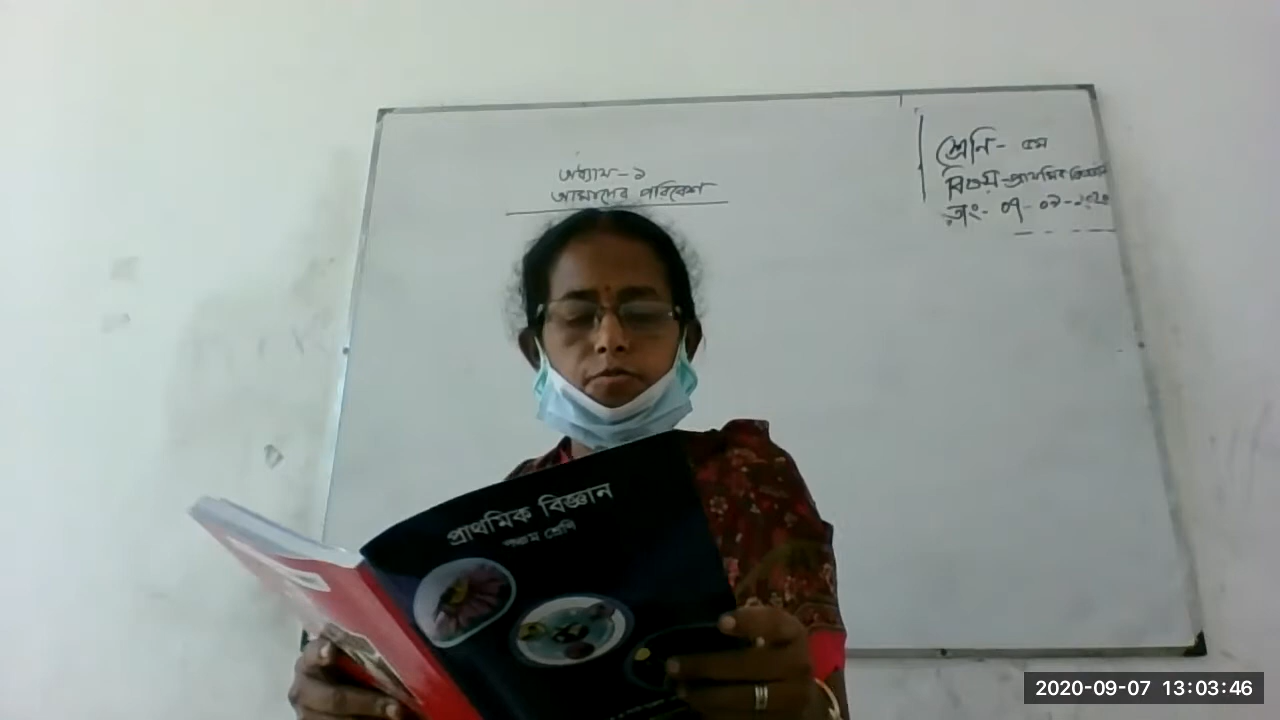 অধ্যায়-১
আমাদের পরিবেশ
শ্রেনি- ৫ম
বিষয়-প্রাথমিক বিজ্ঞান
তাং- ০৭-০৯-২০২০
প্রাথমিক বিজ্ঞান
পঞ্চম শ্রেণি
2020-09-07 13:03:46